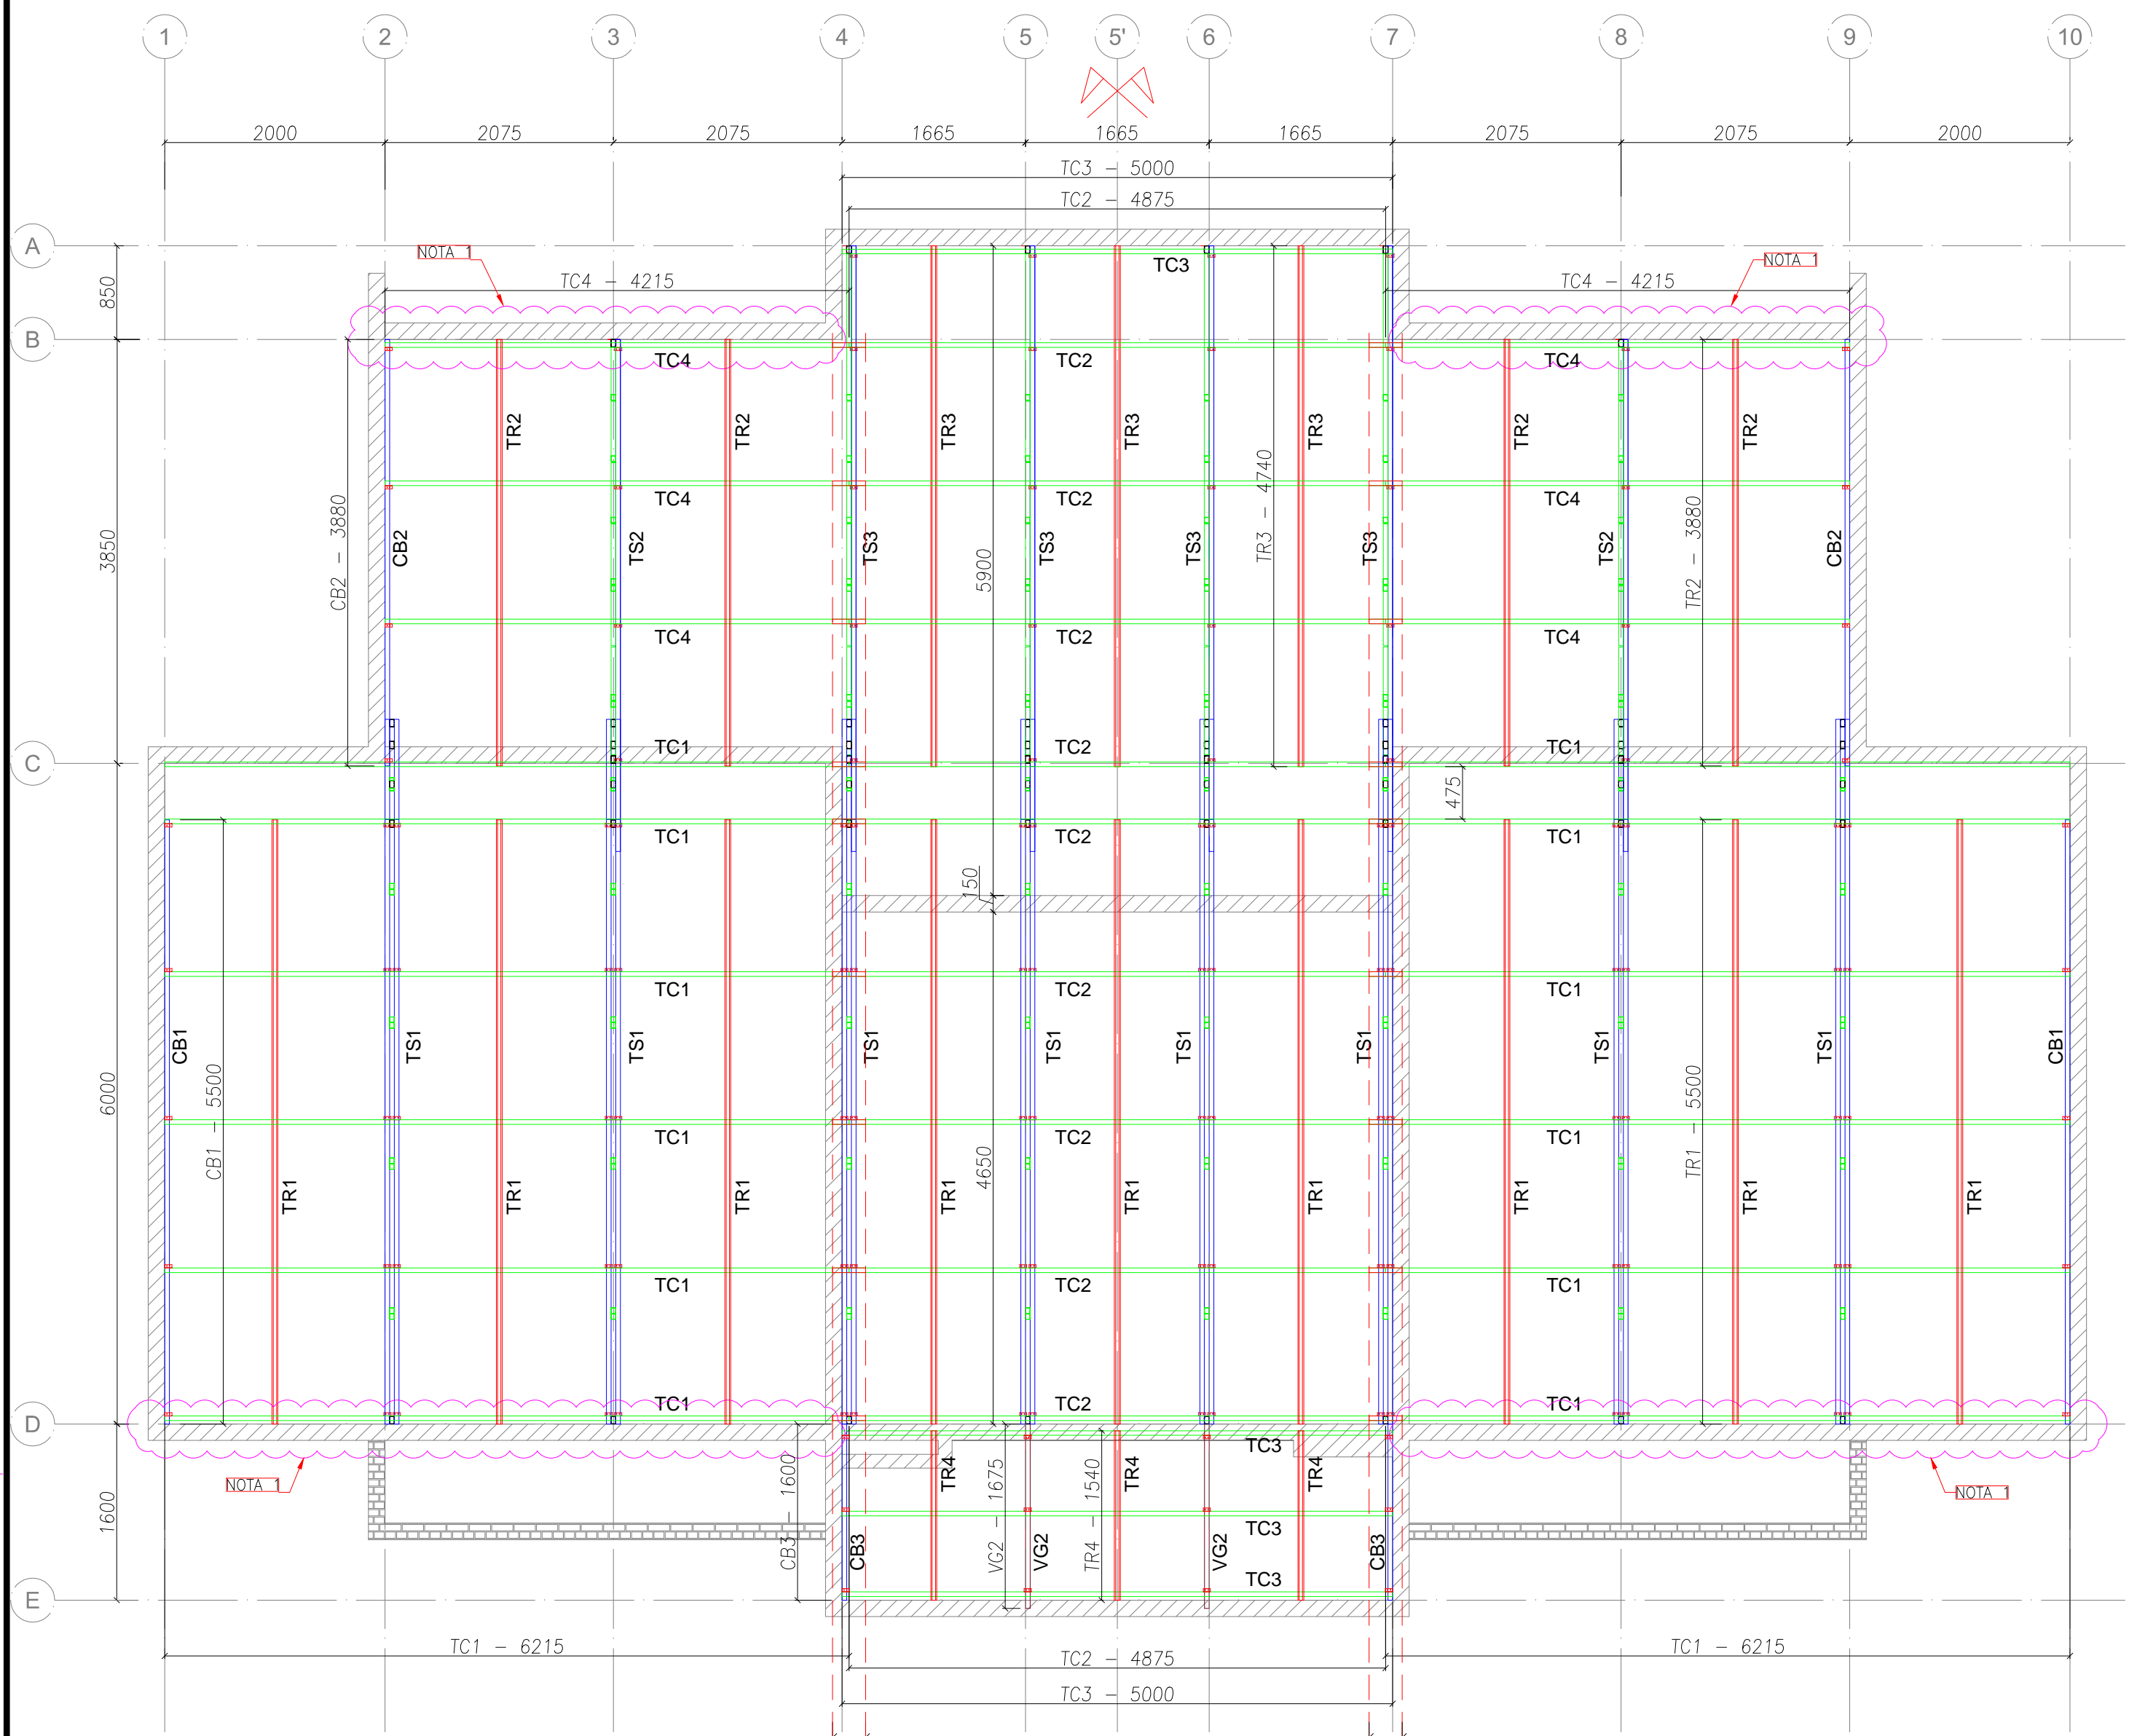 1 2 3 4 5 5' 6 7 8 9 10
2000 2075 2075 1665 1665 1665 2075 2075 2000
TC3 - 5000
TC2 - 4875
A
NOTA 1 TC3 NOTA 1
TC4 - 4215 TC4 - 4215
850
B
TC4 TC2 TC4
TR2 TR2 TR3 TR3 TR3 TR2 TR2
TR3 - 4740
TC4 TC2 TC4
CB2 - 3880 TR2 - 3880
3850
CB2 TS2 TS3 5900 TS3 TS3 TS3 TS2 CB2
TC4 TC2 TC4
TC1 TC2 TC1
C
475
TC1 TC2 TC1
150
TC1 TC2 TC1
CB1 TS1 TS1 TS1 TS1 TS1 TS1 TS1 TS1 CB1
6000
CB1 - 5500 TR1 - 5500
TC1 TC2 TC1
4650
TR1 TR1 TR1 TR1 TR1 TR1 TR1 TR1 TR1
TC1 TC2 TC1
TC1 TC2 TC1
D
TC3
NOTA 1 TR4 TR4 TR4 NOTA 1
1600
CB3 - 1600 VG2 - 1675 TR4 - 1540
TC3
CB3 VG2 VG2 CB3
TC3
E
TC1 - 6215 TC1 - 6215
TC2 - 4875
TC3 - 5000